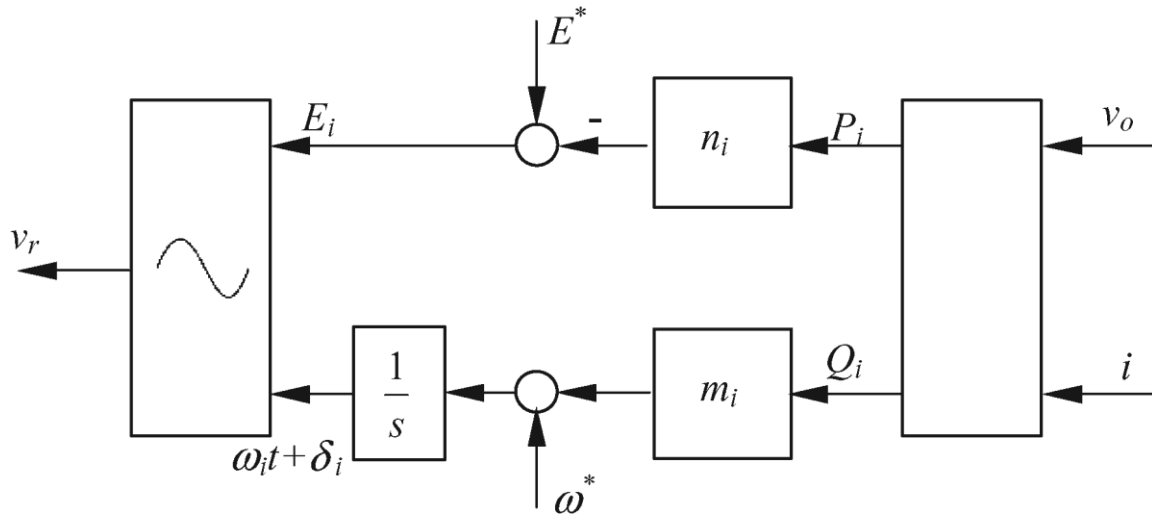 E*
E_i
-
n_i
P_i
v_o
v_r
1
s
m_i
Q_i
i
ω_i t + δ_i
ω*